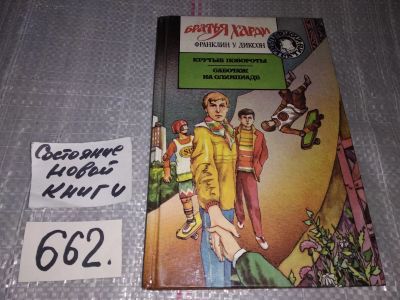 БРАТЬЯ ХАРДИ
ФРАНКЛИН У. ДИКСОН
КРУТЫЕ ПОВОРОТЫ
САБОТАЖ НА ОЛИМПИАДЕ
Состояние
новой
книги
662.